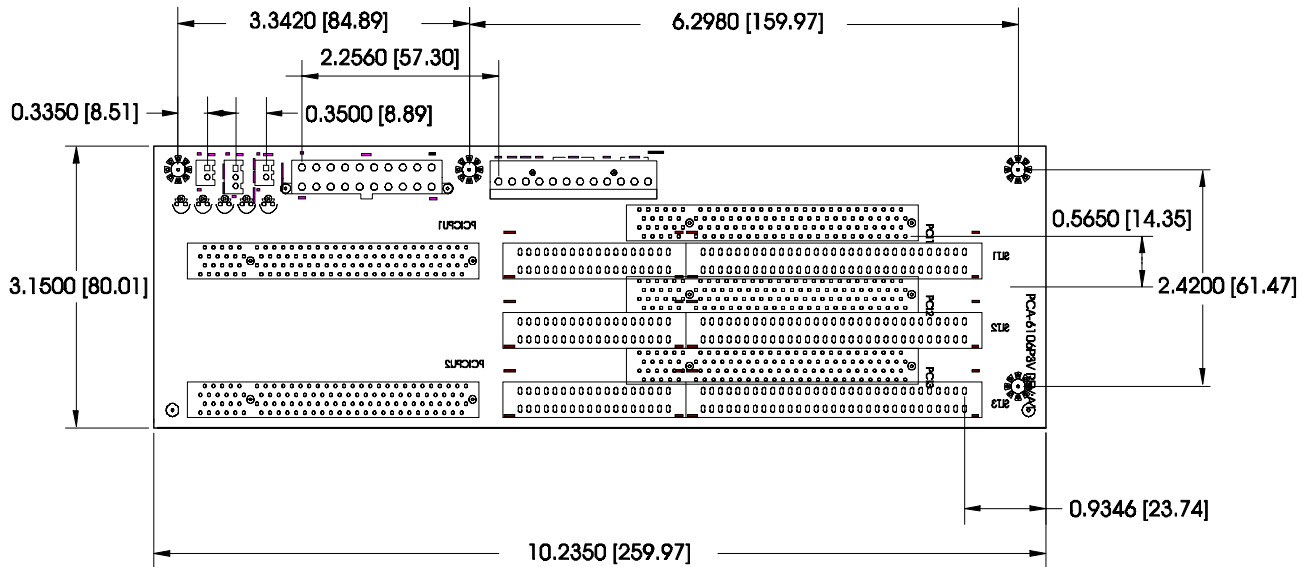 3.3420 [84.89]
6.2980 [159.97]
2.2560 [57.30]
0.3350 [8.51]
0.3500 [8.89]
PCICPU1
PCI1
0.5650 [14.35]
SLT1
3.1500 [80.01]
2.4200 [61.47]
PCI2
SLT2
PCICPU2
PCI3
SLT3
0.9346 [23.74]
10.2350 [259.97]